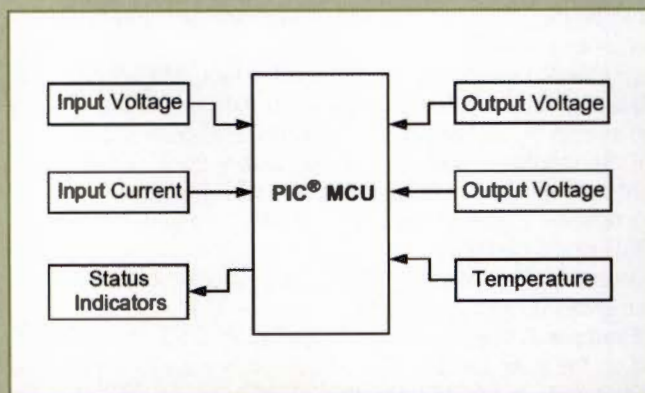 Input Voltage
Input Current
Status
Indicators
PIC® MCU
Output Voltage
Output Voltage
Temperature